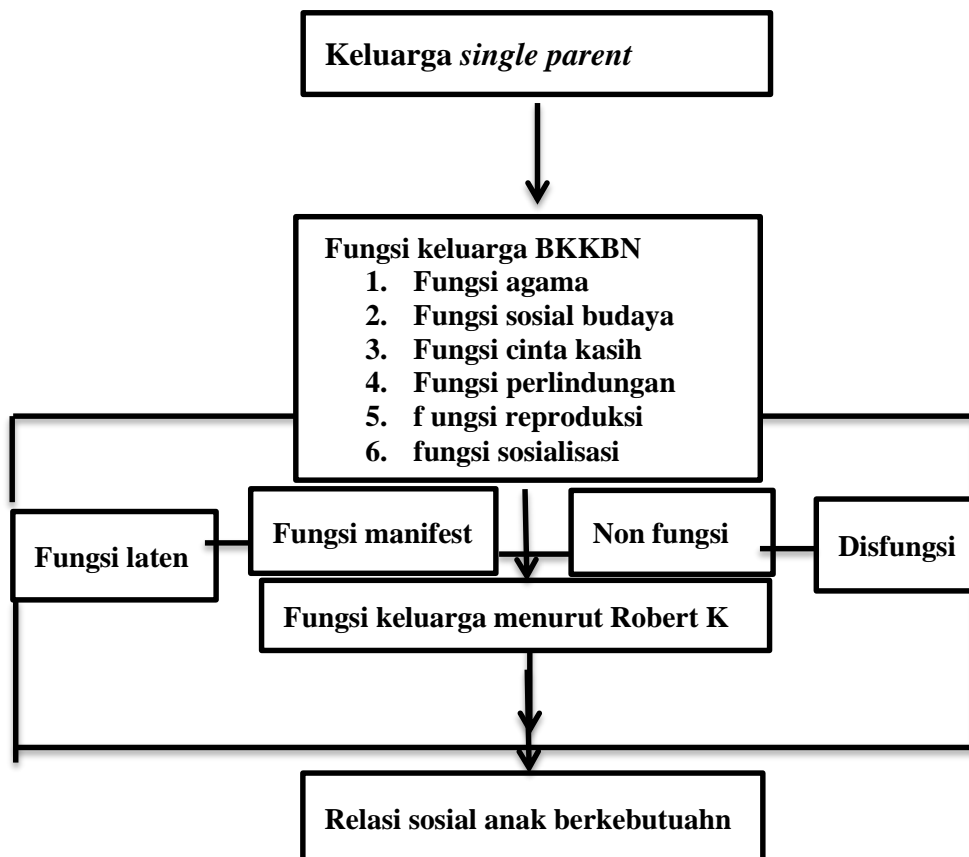 Keluarga single parent
Fungsi keluarga BKKBN
1. Fungsi agama
2. Fungsi sosial budaya
3. Fungsi cinta kasih
4. Fungsi perlindungan
5. f ungsi reproduksi
6. fungsi sosialisasi
Fungsi laten
Fungsi manifest
Non fungsi
Disfungsi
Fungsi keluarga menurut Robert K
Relasi sosial anak berkebutuahn